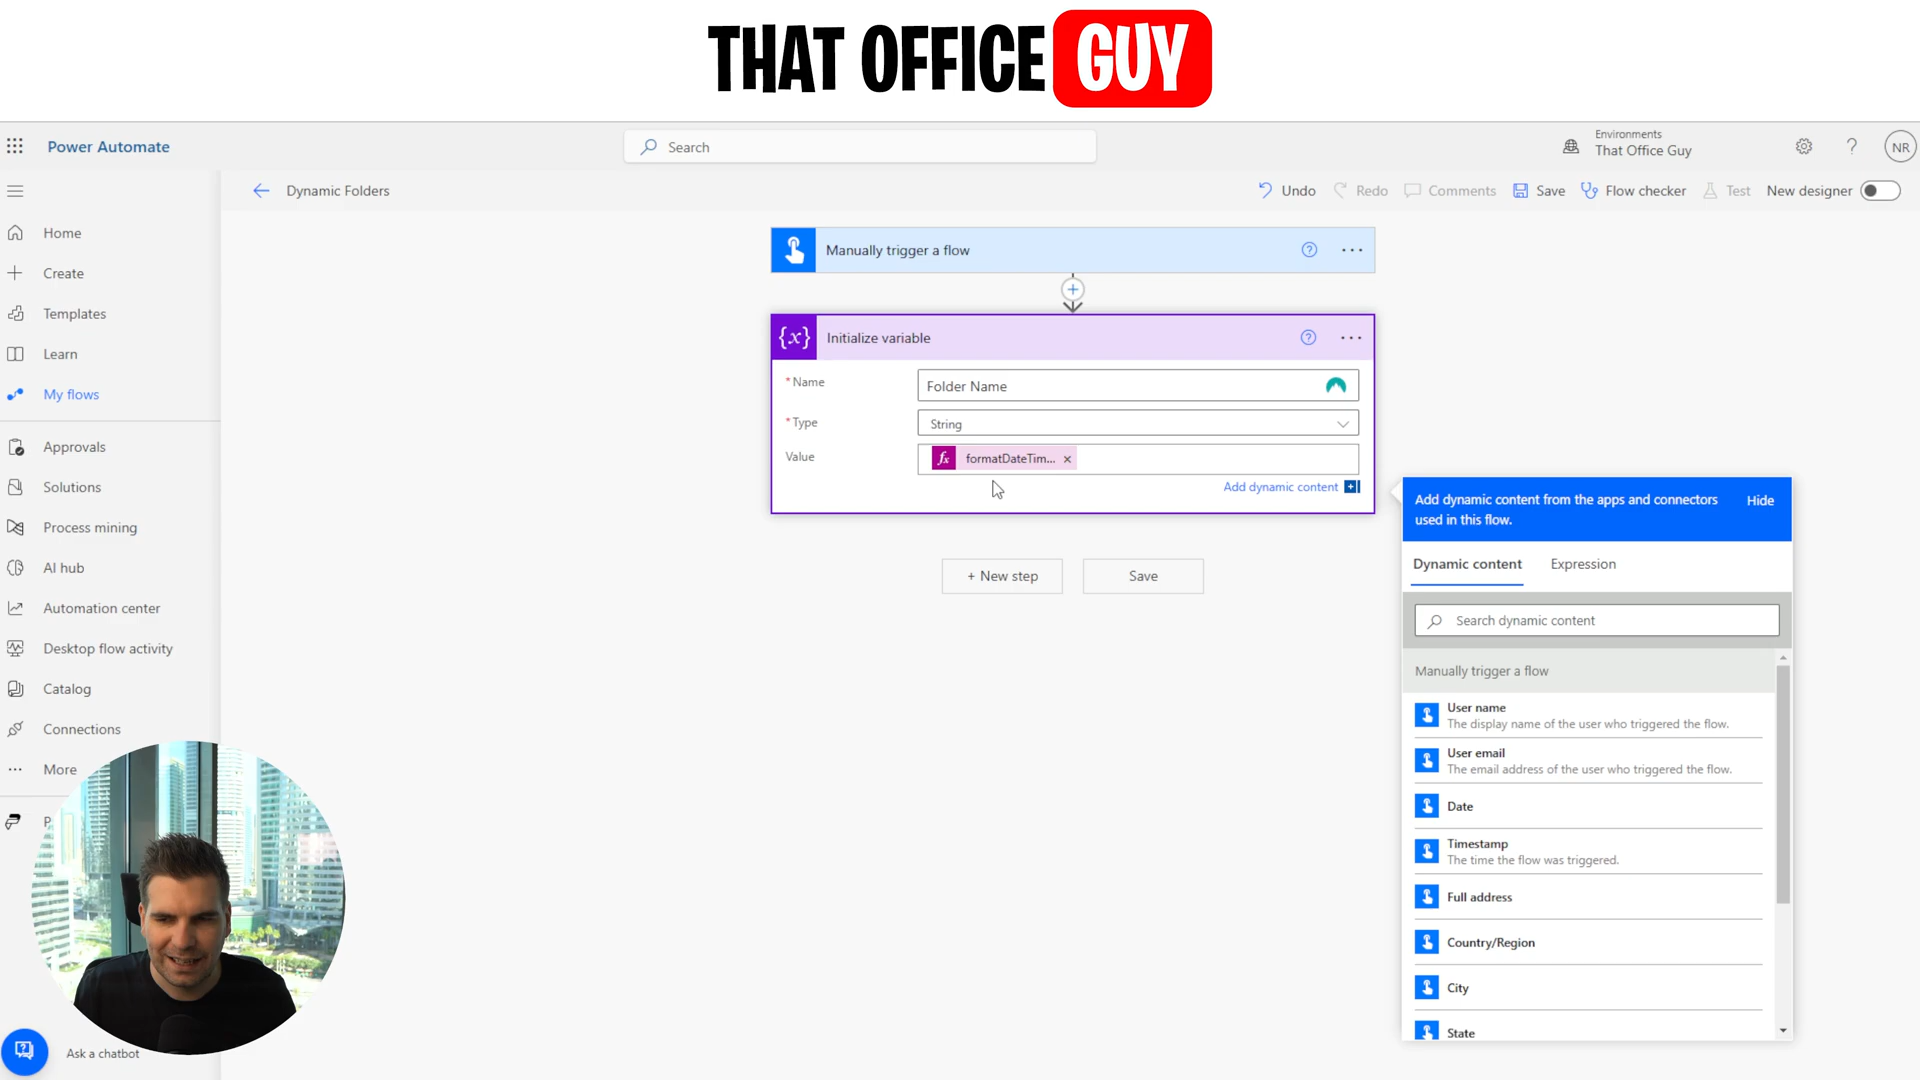 THAT OFFICE GUY
Power Automate
Search
Environments
That Office Guy
NR
Dynamic Folders
Undo
Redo
Comments
Save
Flow checker
Test
New designer
Home
Create
Templates
Learn
My flows
Approvals
Solutions
Process mining
AI hub
Automation center
Desktop flow activity
Catalog
Connections
More
P
Ask a chatbot
Manually trigger a flow
{x} Initialize variable
* Name
Folder Name
* Type
String
Value
fx formatDateTim... ×
Add dynamic content
+ New step
Save
Add dynamic content from the apps and connectors
used in this flow.
Hide
Dynamic content
Expression
Search dynamic content
Manually trigger a flow
User name
The display name of the user who triggered the flow.
User email
The email address of the user who triggered the flow.
Date
Timestamp
The time the flow was triggered.
Full address
Country/Region
City
State